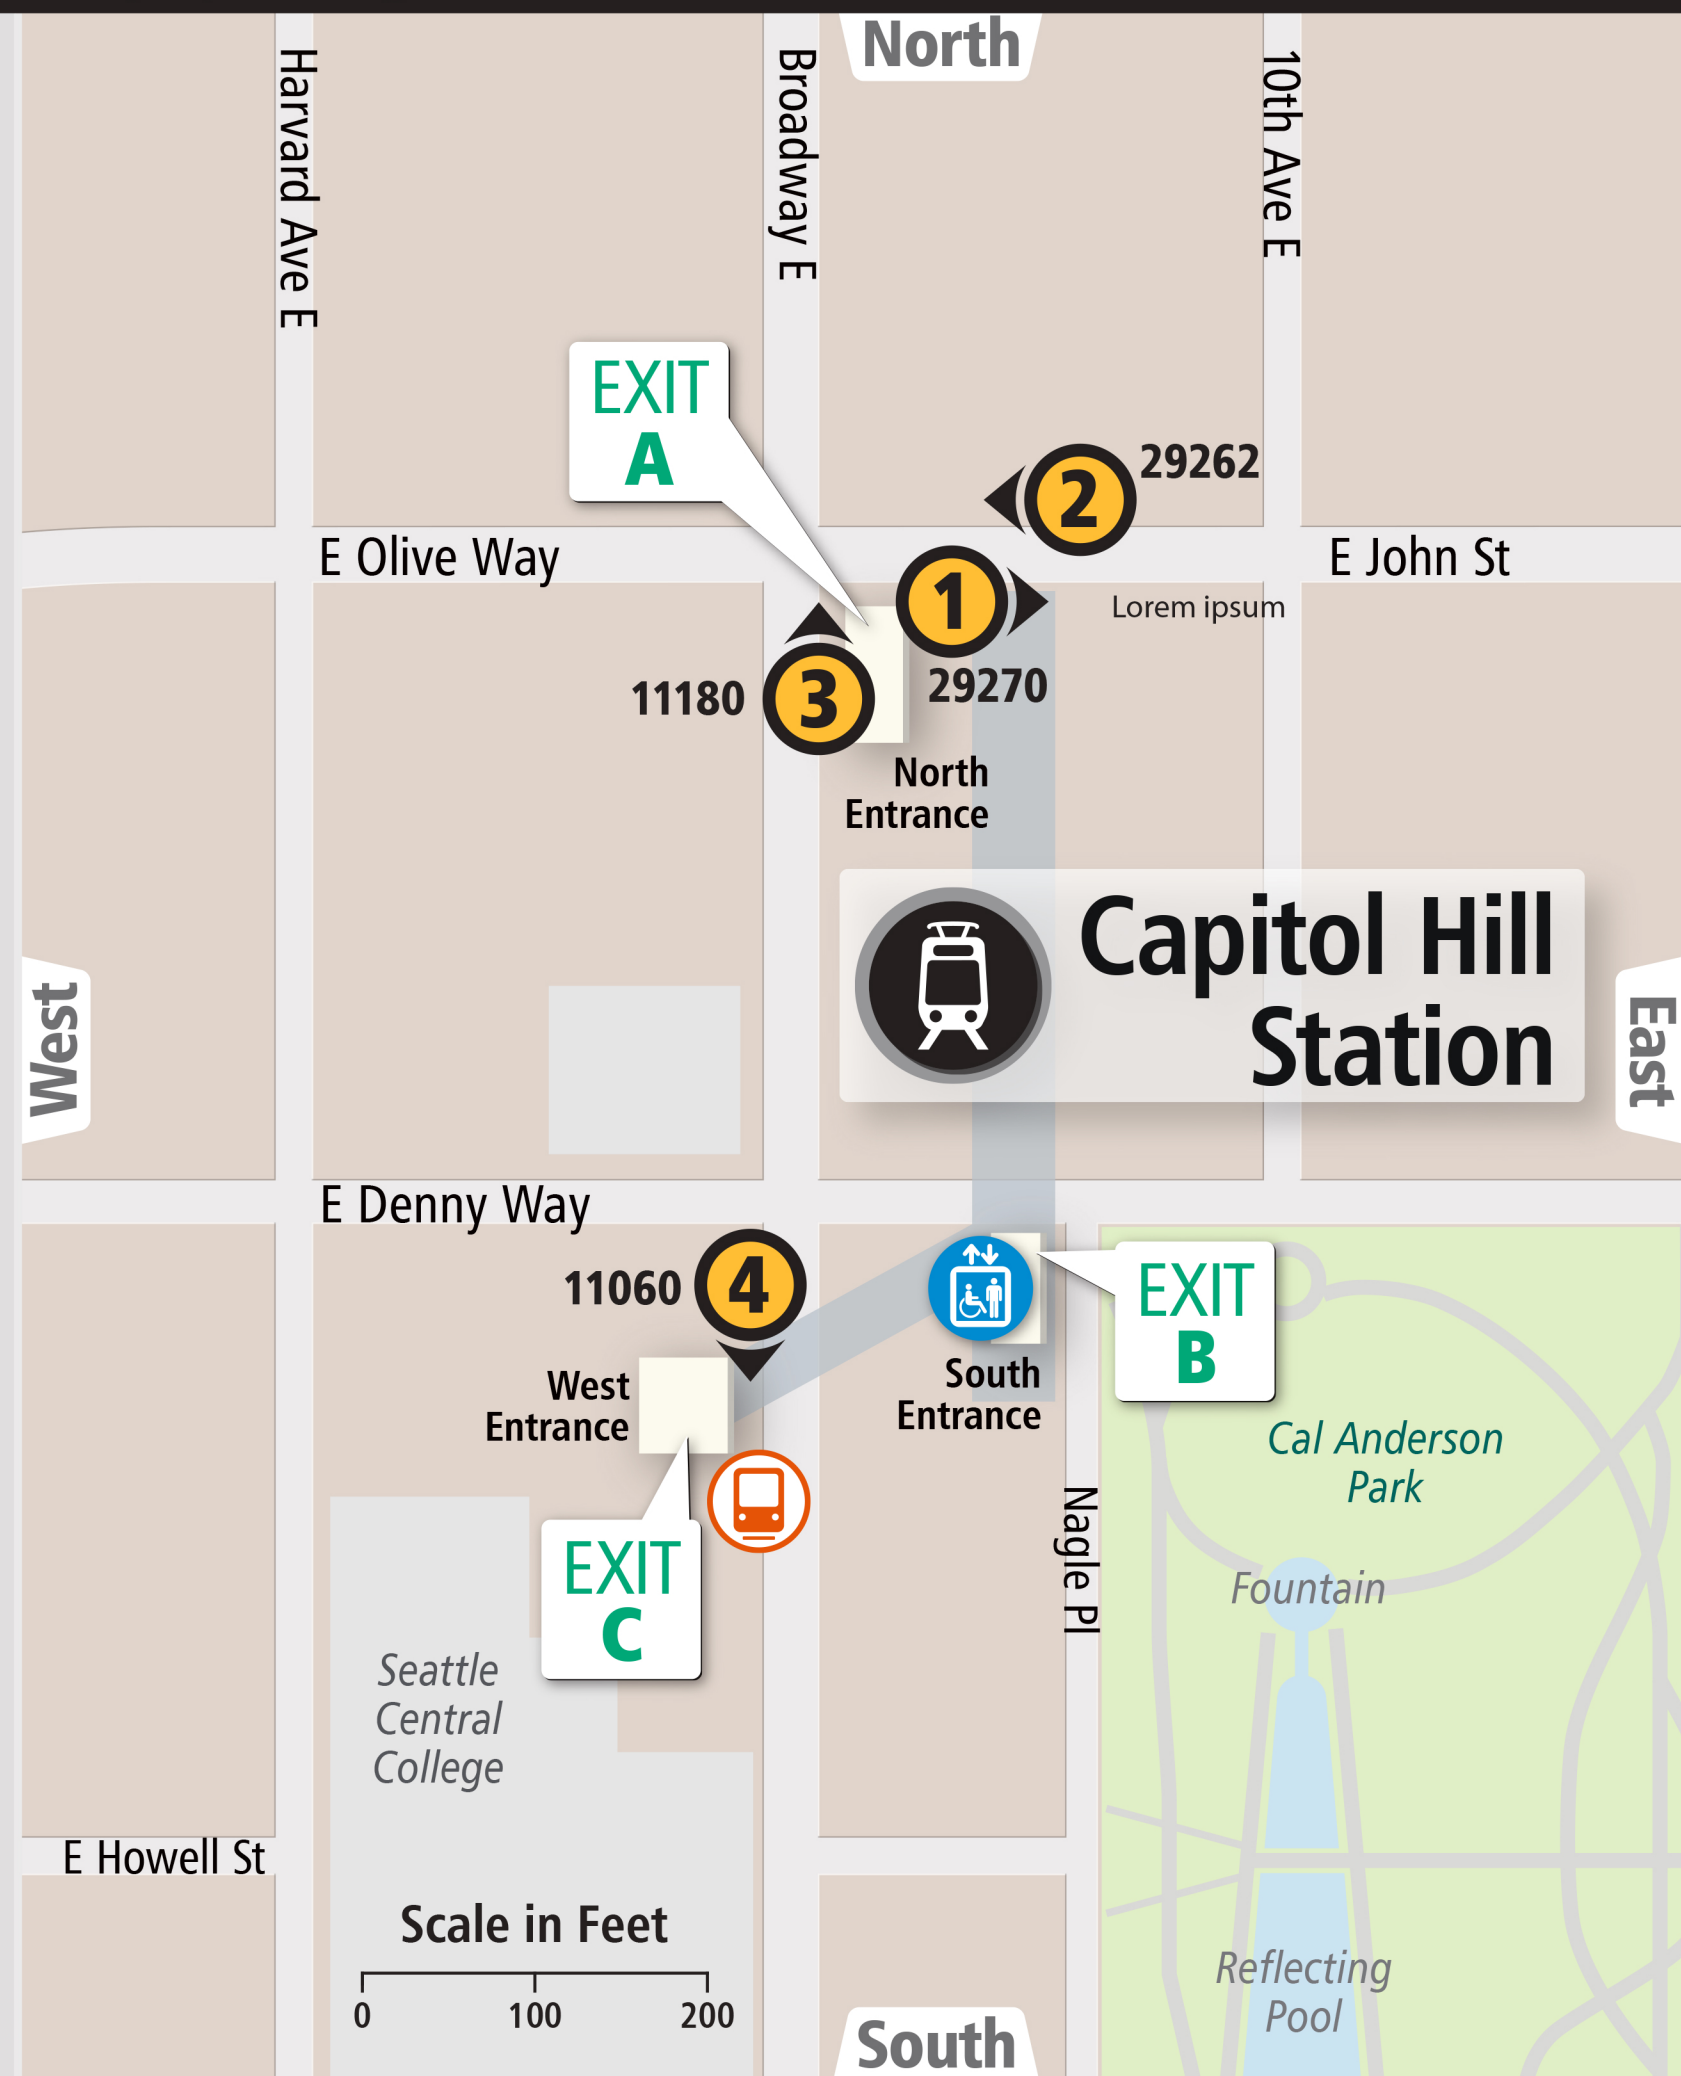 North
Harvard Ave E
Broadway E
10th Ave E
EXIT
A
2
29262
E Olive Way
E John St
1
Lorem ipsum
29270
11180
3
North
Entrance
Capitol Hill
Station
West
East
E Denny Way
11060
4
EXIT
B
West
Entrance
South
Entrance
Cal Anderson
Park
Nagle Pl
EXIT
C
Fountain
Seattle
Central
College
E Howell St
Scale in Feet
0 100 200
Reflecting
Pool
South